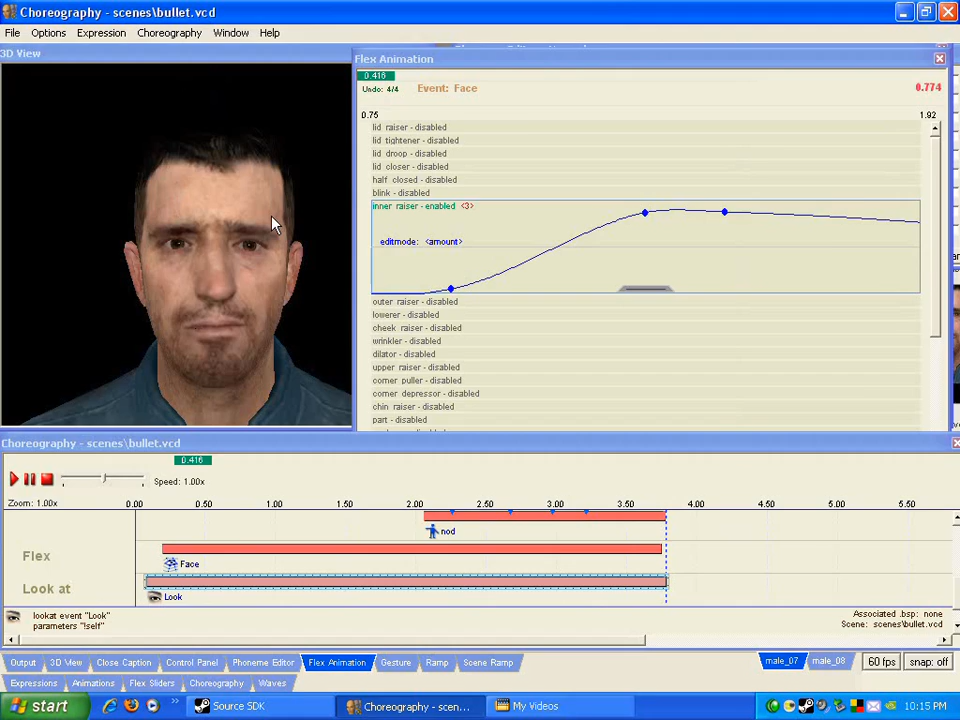 Choreography - scenes\bullet.vcd
File Options Expression Choreography Window Help
3D View
Flex Animation
0.416
Undo: 4/4 Event: Face 0.774
0.75 1.92
lid raiser - disabled
lid tightener - disabled
lid droop - disabled
lid closer - disabled
half closed - disabled
blink - disabled
inner raiser - enabled <3>
editmode: <amount>
outer raiser - disabled
lowerer - disabled
cheek raiser - disabled
wrinkler - disabled
dilator - disabled
upper raiser - disabled
corner puller - disabled
corner depressor - disabled
chin raiser - disabled
part - disabled
Choreography - scenes\bullet.vcd
0.416
Speed: 1.00x
Zoom: 1.00x 0.00 0.50 1.00 1.50 2.00 2.50 3.00 3.50 4.00 4.50 5.00 5.50
nod
Flex
Face
Look at
Look
lookat event "Look"
parameters "!self"
Associated .bsp: none
Scene: scenes\bullet.vcd
Output 3D View Close Caption Control Panel Phoneme Editor Flex Animation Gesture Ramp Scene Ramp male_07 male_08 60 fps snap: off
Expressions Animations Flex Sliders Choreography Waves
start Source SDK Choreography - scen... My Videos 10:15 PM